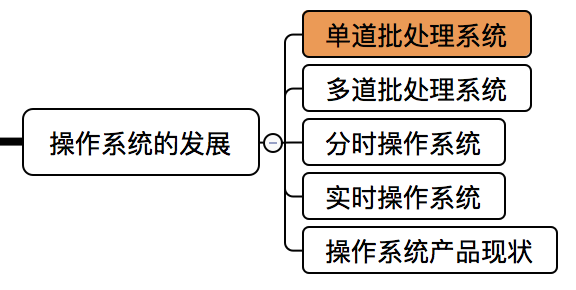 操作系统的发展
单道批处理系统
多道批处理系统
分时操作系统
实时操作系统
操作系统产品现状